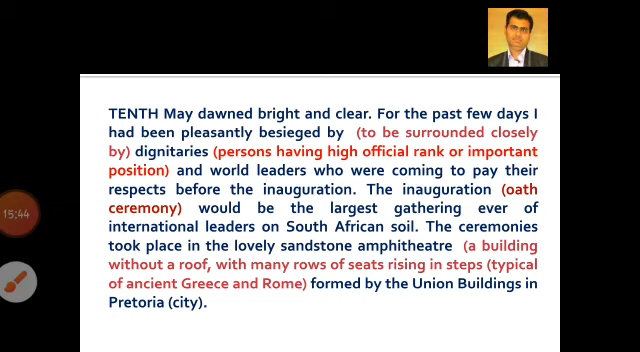 TENTH May dawned bright and clear. For the past few days I
had been pleasantly besieged by (to be surrounded closely
by) dignitaries (persons having high official rank or important
position) and world leaders who were coming to pay their
respects before the inauguration. The inauguration (oath
ceremony) would be the largest gathering ever of
international leaders on South African soil. The ceremonies
took place in the lovely sandstone amphitheatre (a building
without a roof, with many rows of seats rising in steps (typical
of ancient Greece and Rome) formed by the Union Buildings in
Pretoria (city).
15:44